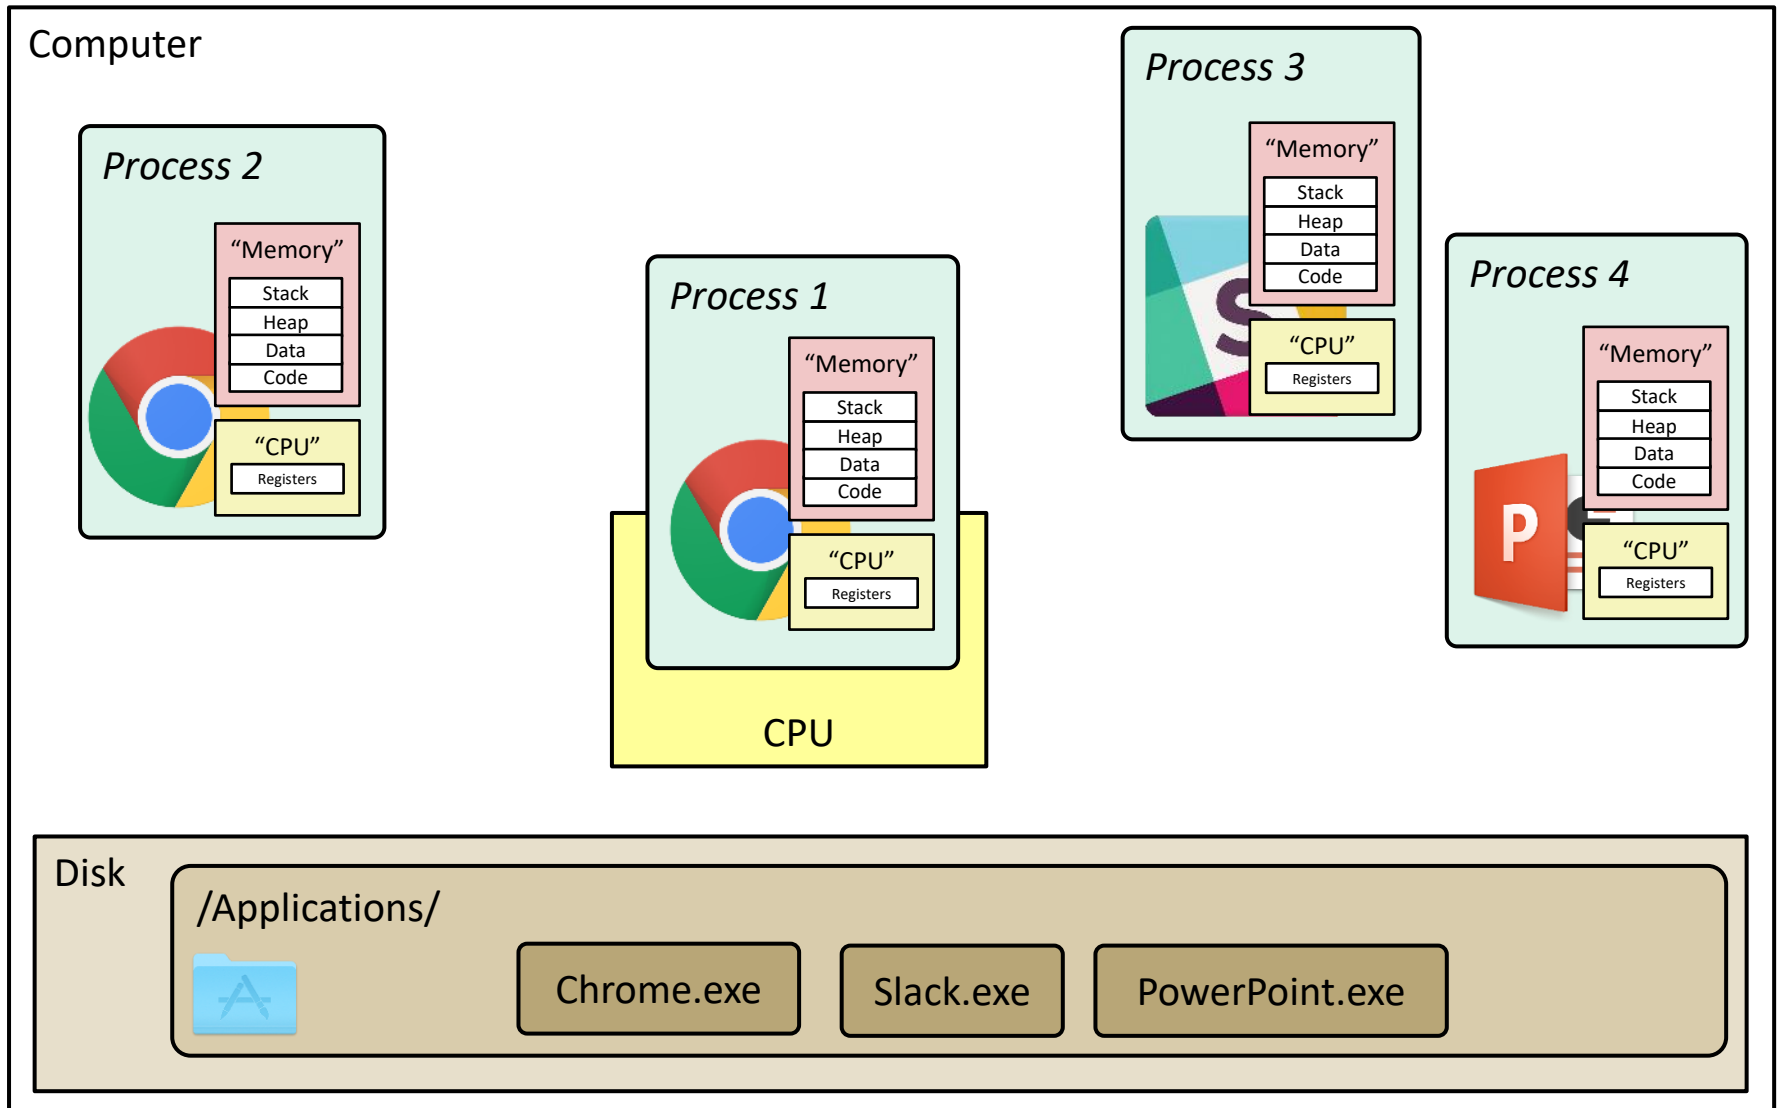 Computer
Process 2
“Memory”
Stack
Heap
Data
Code
“CPU”
Registers
Process 1
“Memory”
Stack
Heap
Data
Code
“CPU”
Registers
CPU
Process 3
“Memory”
Stack
Heap
Data
Code
S
“CPU”
Registers
Process 4
“Memory”
Stack
Heap
Data
Code
P
“CPU”
Registers
Disk
/Applications/
Chrome.exe
Slack.exe
PowerPoint.exe